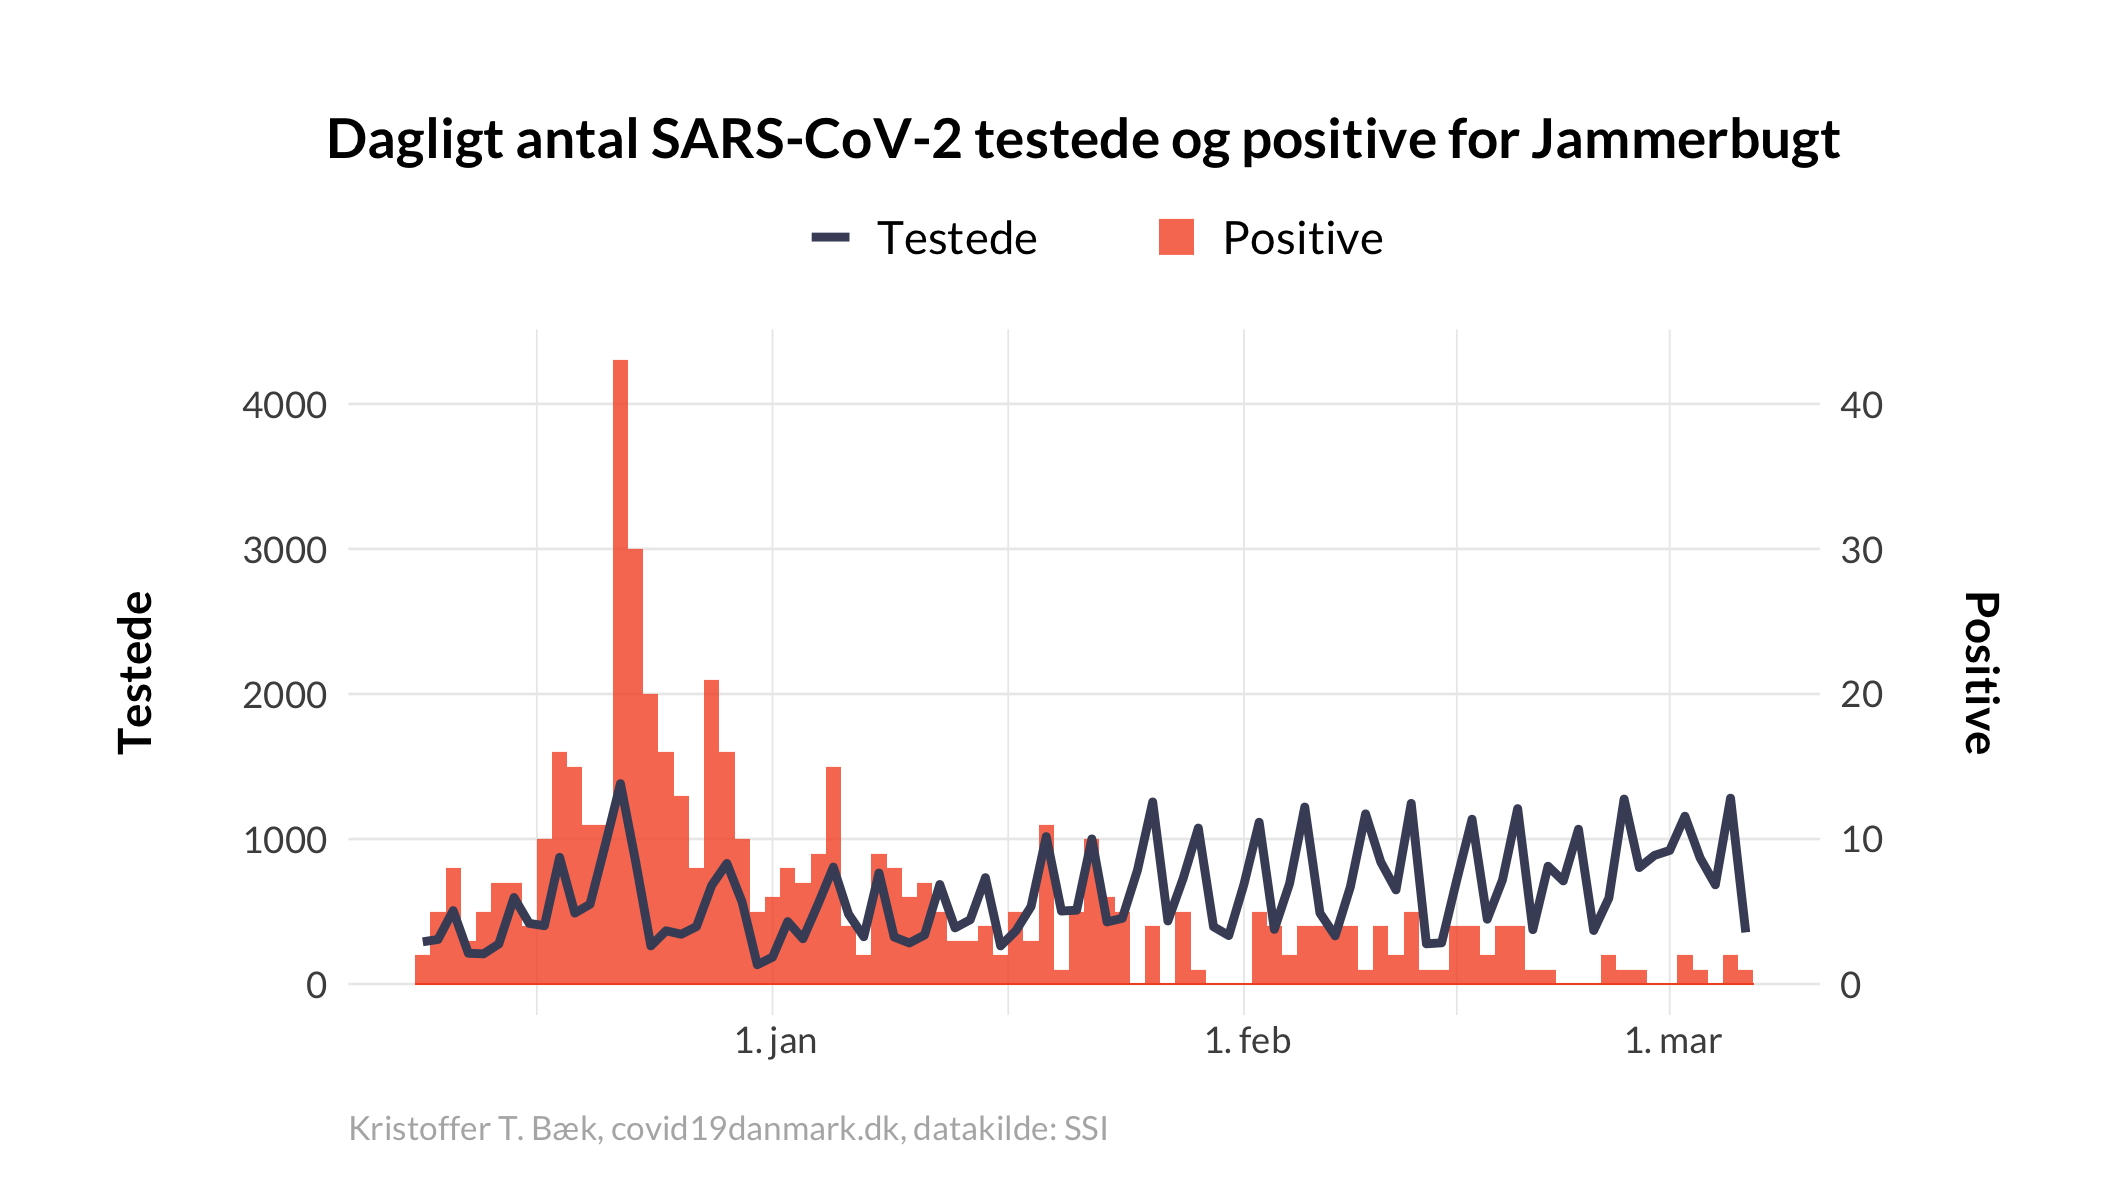 Dagligt antal SARS-CoV-2 testede og positive for Jammerbugt
Testede
Positive
4000
3000
2000
1000
0
Testede
40
30
20
10
0
Positive
1. jan
1. feb
1. mar
Kristoffer T. Bæk, covid19danmark.dk, datakilde: SSI